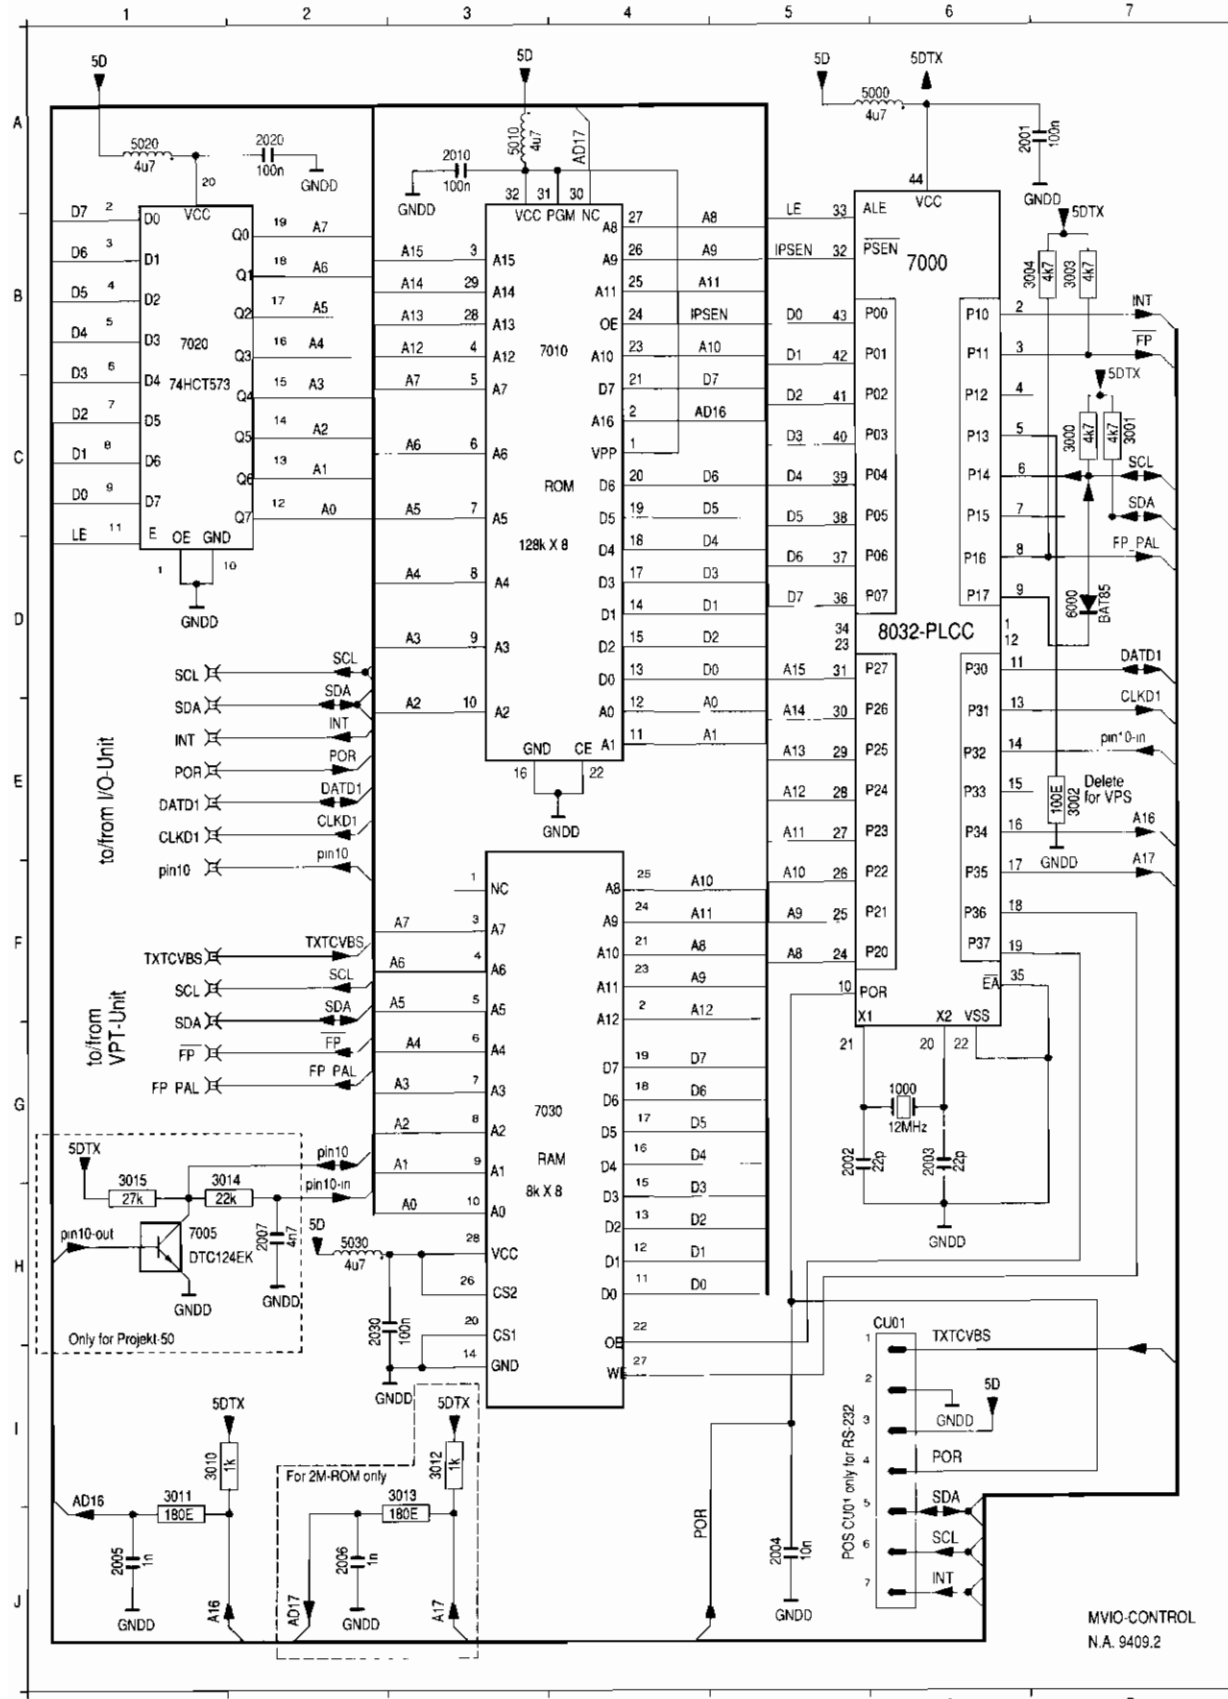 1 2 3 4 5 6 7
A
B
C
D
E
F
G
H
I
J
5D
5020
4u7
2020
100n
GNDD
20
VCC
D7 2 D0
D6 3 D1
D5 4 D2
D4 5 D3
D3 6 D4
D2 7 D5
D1 8 D6
D0 9 D7
LE 11 E
7020
74HCT573
Q0 19 A7
Q1 18 A6
Q2 17 A5
Q3 16 A4
Q4 15 A3
Q5 14 A2
Q6 13 A1
Q7 12 A0
OE GND
1 10
GNDD
5D
5010
4u7
AD17
2010
100n
GNDD
32 31 30
VCC PGM NC
A15 3 A15
A14 29 A14
A13 28 A13
A12 4 A12
A7 5 A7
A6 6 A6
A5 7 A5
A4 8 A4
A3 9 A3
A2 10 A2
7010
ROM
128k X 8
A8 27 A8
A9 26 A9
A11 25 A11
OE 24 IPSEN
A10 23 A10
D7 21 D7
A16 2 AD16
VPP 1
D6 20 D6
D5 19 D5
D4 18 D4
D3 17 D3
D1 14 D1
D2 15 D2
D0 13 D0
A0 12 A0
A1 11 A1
GND CE
16 22
GNDD
5D
5DTX
5000
4u7
2001
100n
GNDD
44
VCC
LE 33 ALE
IPSEN 32 PSEN
7000
D0 43 P00
D1 42 P01
D2 41 P02
D3 40 P03
D4 39 P04
D5 38 P05
D6 37 P06
D7 36 P07
34
23
8032-PLCC
1
12
A15 31 P27
A14 30 P26
A13 29 P25
A12 28 P24
A11 27 P23
A10 26 P22
A9 25 P21
A8 24 P20
10 POR
X1 X2 VSS
21 20 22
P10 2 INT
P11 3 FP
P12 4
P13 5
P14 6 SCL
P15 7 SDA
P16 8 FP PAL
P17 9
P30 11 DATD1
P31 13 CLKD1
P32 14 pin10-in
P33 15
P34 16 A16
P35 17 A17
P36 18
P37 19
EA 35
5DTX
3004
4k7
3003
4k7
5DTX
3000
4k7
3001
4k7
6000
BAT85
100E
3002
Delete
for VPS
GNDD
1000
12MHz
2002
22p
2003
22p
GNDD
to/from I/O-Unit
SCL SCL
SDA SDA
INT INT
POR POR
DATD1 DATD1
CLKD1 CLKD1
pin10 pin10
to/from
VPT-Unit
TXTCVBS TXTCVBS
SCL SCL
SDA SDA
FP FP
FP PAL FP PAL
1 NC
A7 3 A7
A6 4 A6
A5 5 A5
A4 6 A4
A3 7 A3
A2 8 A2
A1 9 A1
A0 10 A0
28 VCC
26 CS2
20 CS1
14 GND
7030
RAM
8k X 8
A8 25 A10
A9 24 A11
A10 21 A8
A11 23 A9
A12 2 A12
D7 19 D7
D6 18 D6
D5 17 D5
D4 16 D4
D3 15 D3
D2 13 D2
D1 12 D1
D0 11 D0
OE 22
WE 27
5DTX
3015
27k
3014
22k
pin10
pin10-in
pin10-out
7005
DTC124EK
2007
4n7
GNDD
GNDD
Only for Projekt-50
5D
5030
4u7
2030
100n
GNDD
5DTX
3010
1k
AD16
3011
180E
2005
1n
GNDD
A16
For 2M-ROM only
5DTX
3012
1k
3013
180E
2006
1n
GNDD
AD17
A17
POR
2004
10n
GNDD
CU01
1 TXTCVBS
2 GNDD
3 5D
4 POR
5 SDA
6 SCL
7 INT
POS CU01 only for RS-232
MVIO-CONTROL
N.A. 9409.2